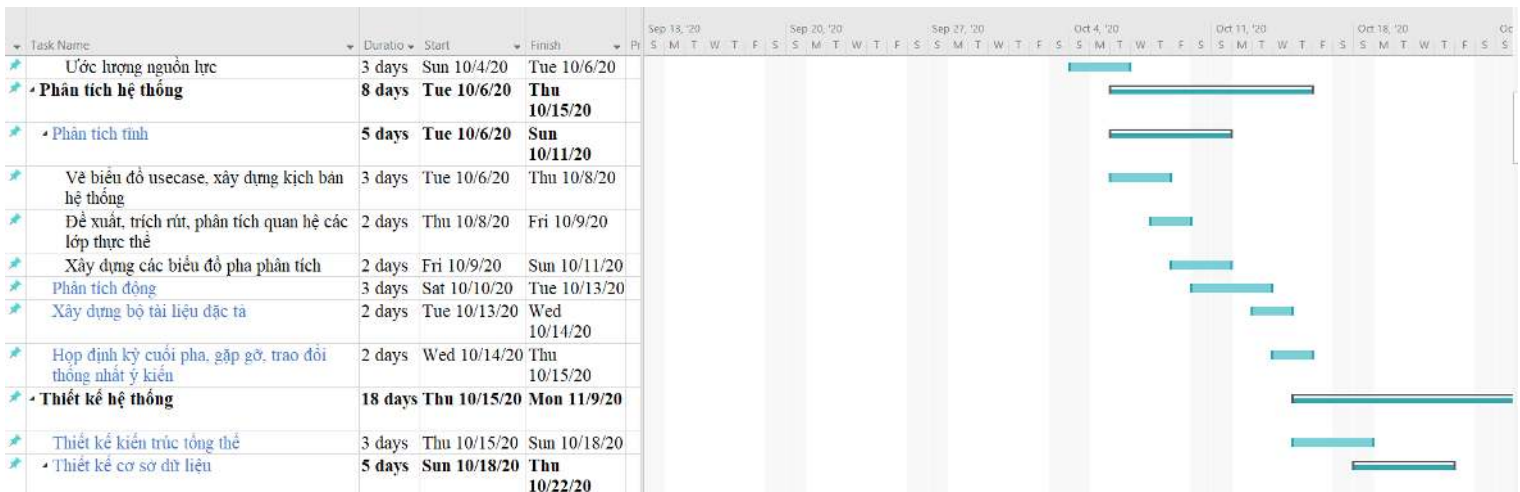 Sep 13, '20 Sep 20, '20 Sep 27, '20 Oct 4, '20 Oct 11, '20 Oct 18, '20 Oc
Task Name Duratio Start Finish Pr S M T W T F S S M T W T F S S M T W T F S S M T W T F S S M T W T F S S M T W T F S S
Ước lượng nguồn lực 3 days Sun 10/4/20 Tue 10/6/20
Phân tích hệ thống 8 days Tue 10/6/20 Thu
10/15/20
Phân tích tĩnh 5 days Tue 10/6/20 Sun
10/11/20
Vẽ biểu đồ usecase, xây dựng kịch bản 3 days Tue 10/6/20 Thu 10/8/20
hệ thống
Đề xuất, trích rút, phân tích quan hệ các 2 days Thu 10/8/20 Fri 10/9/20
lớp thực thể
Xây dựng các biểu đồ pha phân tích 2 days Fri 10/9/20 Sun 10/11/20
Phân tích động 3 days Sat 10/10/20 Tue 10/13/20
Xây dựng bộ tài liệu đặc tả 2 days Tue 10/13/20 Wed
10/14/20
Họp định kỳ cuối pha, gặp gỡ, trao đổi 2 days Wed 10/14/20 Thu
thống nhất ý kiến 10/15/20
Thiết kế hệ thống 18 days Thu 10/15/20 Mon 11/9/20
Thiết kế kiến trúc tổng thể 3 days Thu 10/15/20 Sun 10/18/20
Thiết kế cơ sở dữ liệu 5 days Sun 10/18/20 Thu
10/22/20